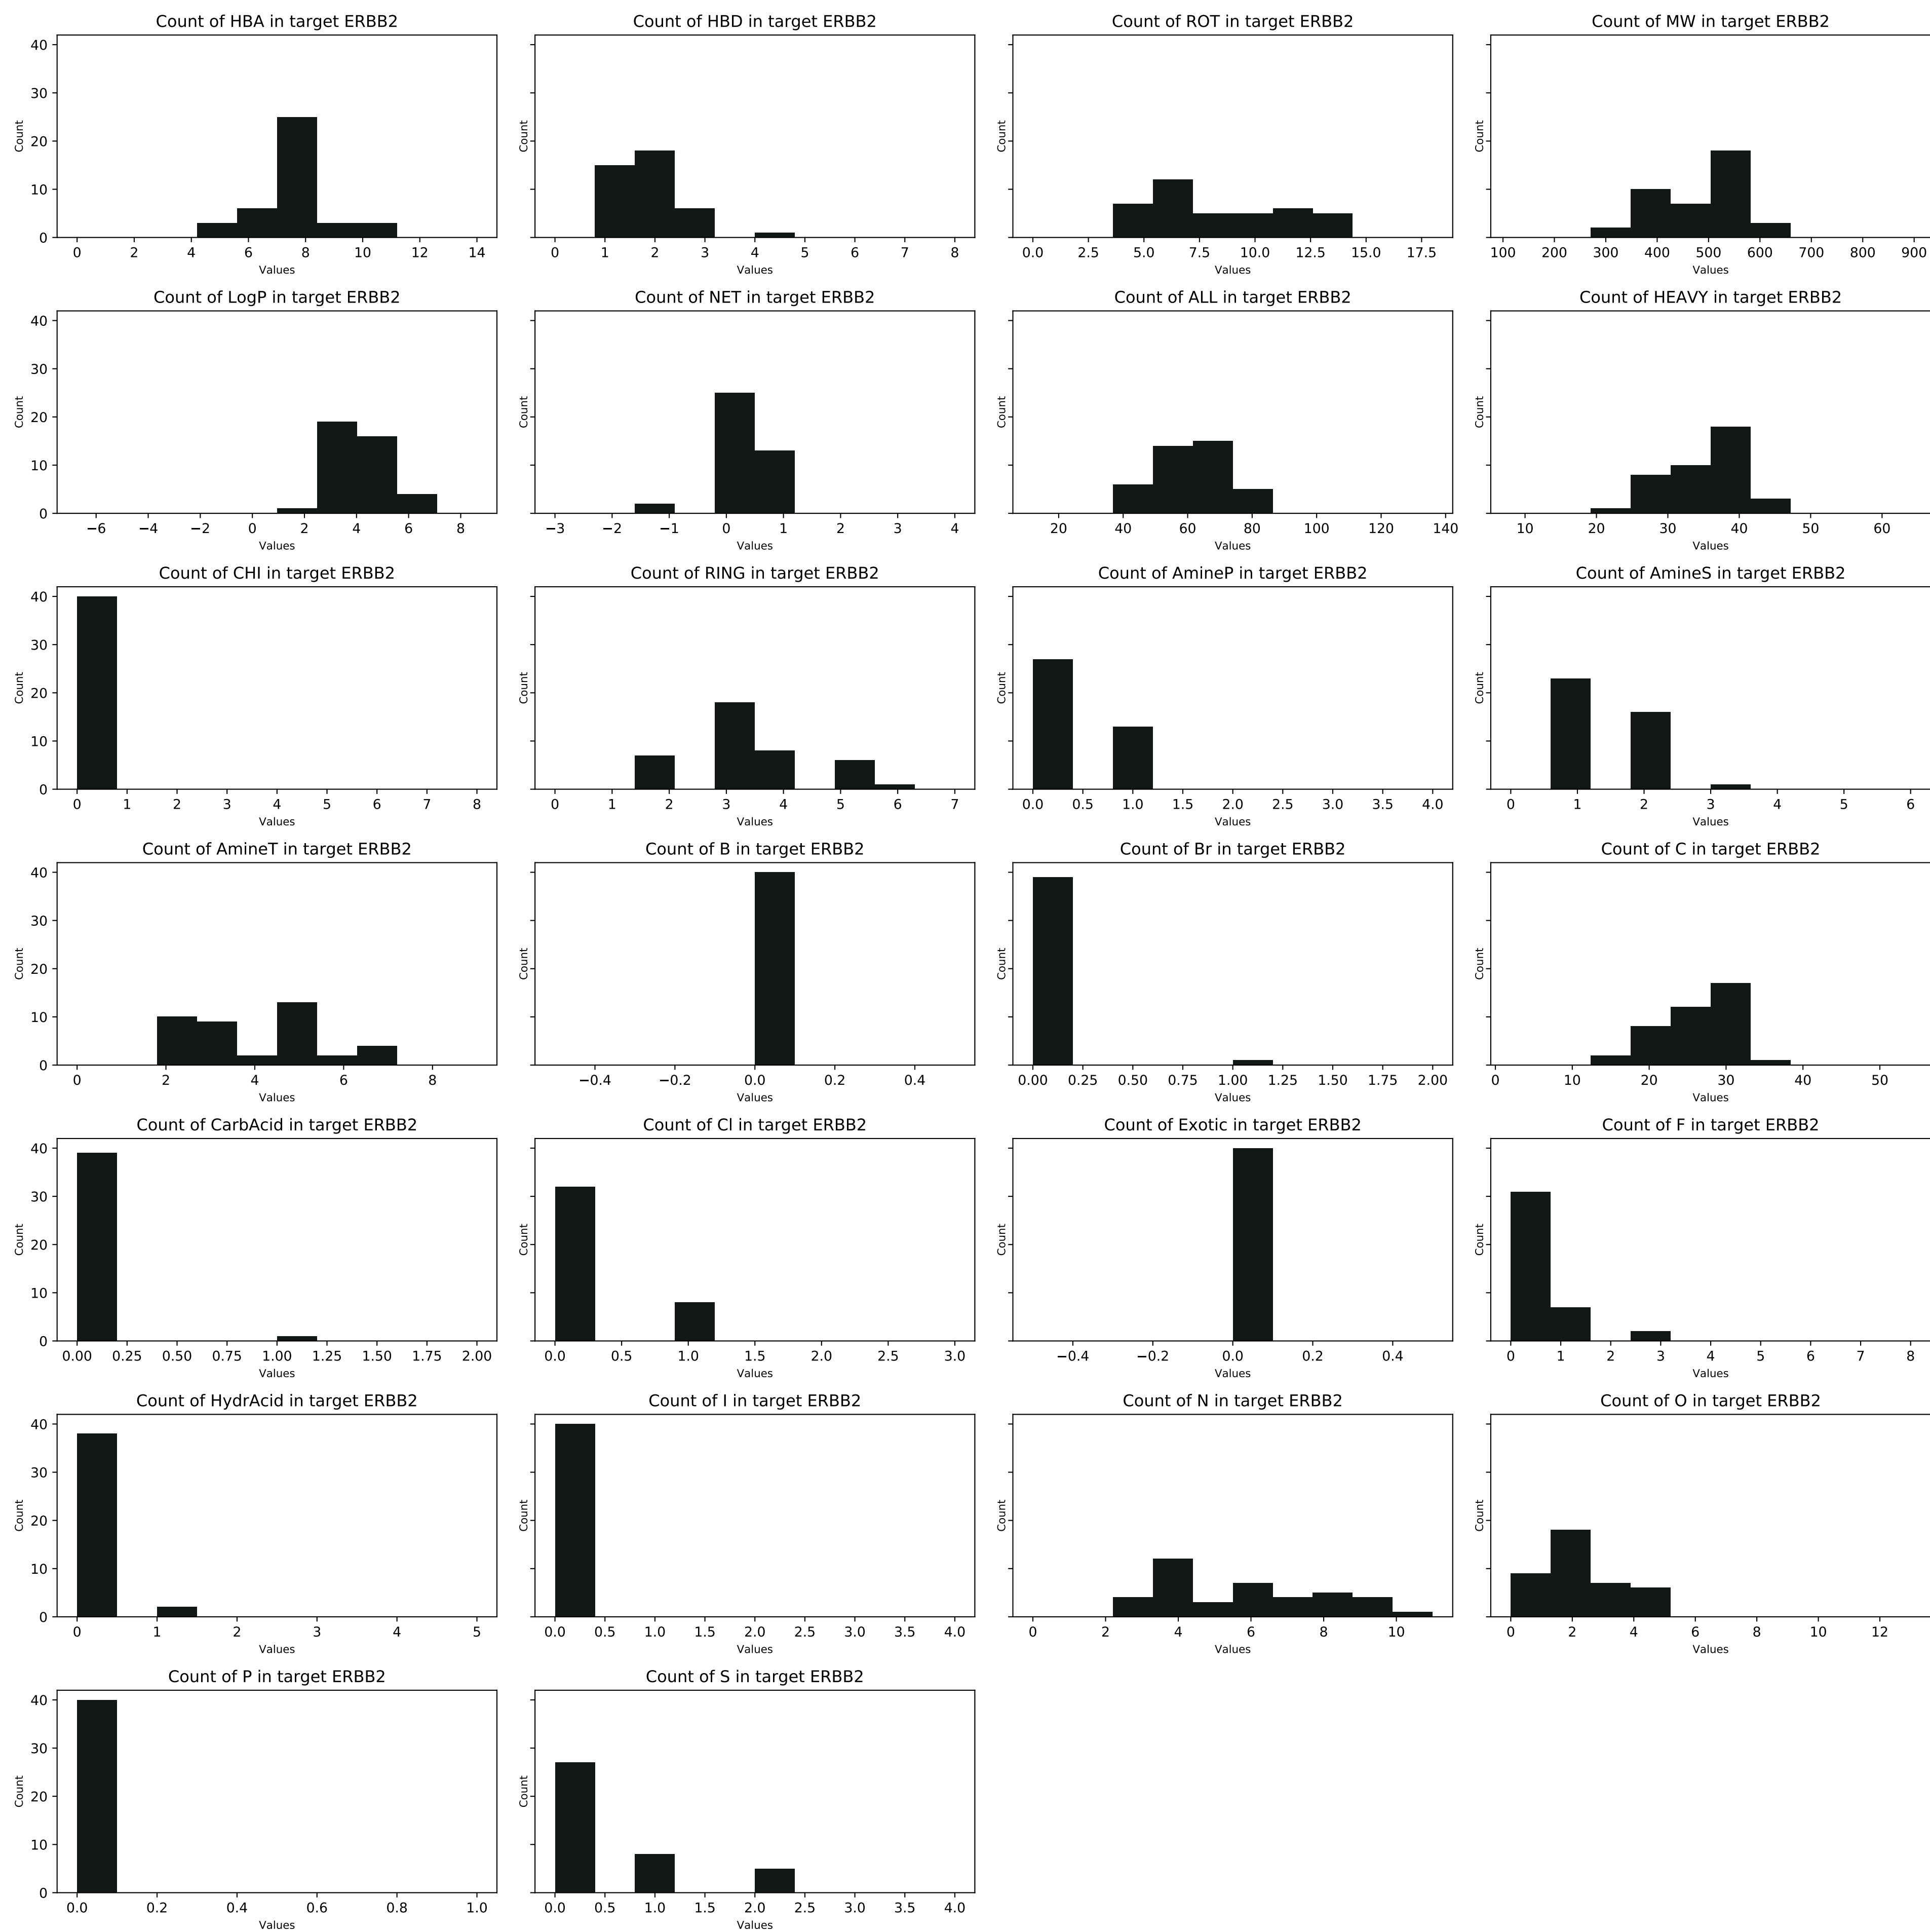 Count of HBA in target ERBB2 Count of HBD in target ERBB2 Count of ROT in target ERBB2 Count of MW in target ERBB2
40
30
20
10
0
Count Count Count Count
0 2 4 6 8 10 12 14 0 1 2 3 4 5 6 7 8 0.0 2.5 5.0 7.5 10.0 12.5 15.0 17.5 100 200 300 400 500 600 700 800 900
Values Values Values Values
Count of LogP in target ERBB2 Count of NET in target ERBB2 Count of ALL in target ERBB2 Count of HEAVY in target ERBB2
40
30
20
10
0
Count Count Count Count
−6 −4 −2 0 2 4 6 8 −3 −2 −1 0 1 2 3 4 20 40 60 80 100 120 140 10 20 30 40 50 60
Values Values Values Values
Count of CHI in target ERBB2 Count of RING in target ERBB2 Count of AmineP in target ERBB2 Count of AmineS in target ERBB2
40
30
20
10
0
Count Count Count Count
0 1 2 3 4 5 6 7 8 0 1 2 3 4 5 6 7 0.0 0.5 1.0 1.5 2.0 2.5 3.0 3.5 4.0 0 1 2 3 4 5 6
Values Values Values Values
Count of AmineT in target ERBB2 Count of B in target ERBB2 Count of Br in target ERBB2 Count of C in target ERBB2
40
30
20
10
0
Count Count Count Count
0 2 4 6 8 −0.4 −0.2 0.0 0.2 0.4 0.00 0.25 0.50 0.75 1.00 1.25 1.50 1.75 2.00 0 10 20 30 40 50
Values Values Values Values
Count of CarbAcid in target ERBB2 Count of Cl in target ERBB2 Count of Exotic in target ERBB2 Count of F in target ERBB2
40
30
20
10
0
Count Count Count Count
0.00 0.25 0.50 0.75 1.00 1.25 1.50 1.75 2.00 0.0 0.5 1.0 1.5 2.0 2.5 3.0 −0.4 −0.2 0.0 0.2 0.4 0 1 2 3 4 5 6 7 8
Values Values Values Values
Count of HydrAcid in target ERBB2 Count of I in target ERBB2 Count of N in target ERBB2 Count of O in target ERBB2
40
30
20
10
0
Count Count Count Count
0 1 2 3 4 5 0.0 0.5 1.0 1.5 2.0 2.5 3.0 3.5 4.0 0 2 4 6 8 10 0 2 4 6 8 10 12
Values Values Values Values
Count of P in target ERBB2 Count of S in target ERBB2
40
30
20
10
0
Count Count
0.0 0.2 0.4 0.6 0.8 1.0 0.0 0.5 1.0 1.5 2.0 2.5 3.0 3.5 4.0
Values Values